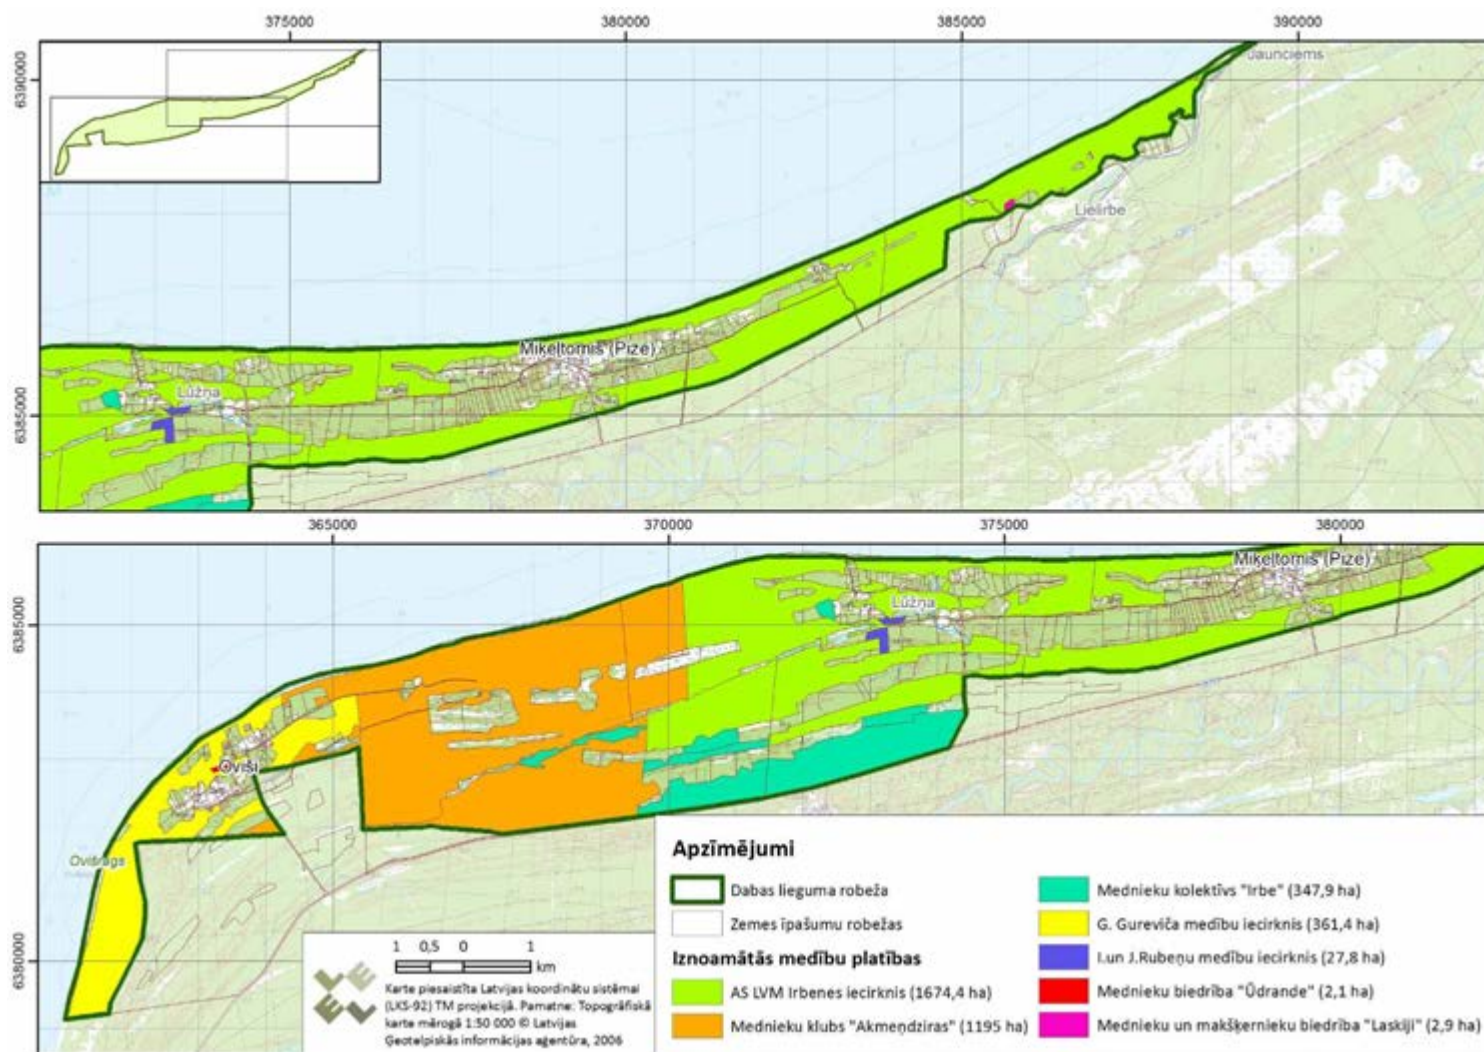 375000 380000 385000 390000
6390000
Jaunciems
Lielirbe
Miķeļtornis (Pize)
Lūžņa
6385000
365000 370000 375000 380000
Miķeļtornis (Pize)
Lūžņa
6385000
Oviši
Ovišrags
6380000
1 0,5 0 1
km
Karte piesaistīta Latvijas koordinātu sistēmai
(LKS-92) TM projekcijā. Pamatne: Topogrāfiskā
karte mērogā 1:50 000 © Latvijas
Ģeotelpiskās informācijas aģentūra, 2006
Apzīmējumi
Dabas lieguma robeža
Zemes īpašumu robežas
Iznomātās medību platības
AS LVM Irbenes iecirknis (1674,4 ha)
Mednieku klubs "Akmeņdziras" (1195 ha)
Mednieku kolektīvs "Irbe" (347,9 ha)
G. Gureviča medību iecirknis (361,4 ha)
I.un J.Rubeņu medību iecirknis (27,8 ha)
Mednieku biedrība "Ūdrande" (2,1 ha)
Mednieku un makšķernieku biedrība "Laskiji" (2,9 ha)